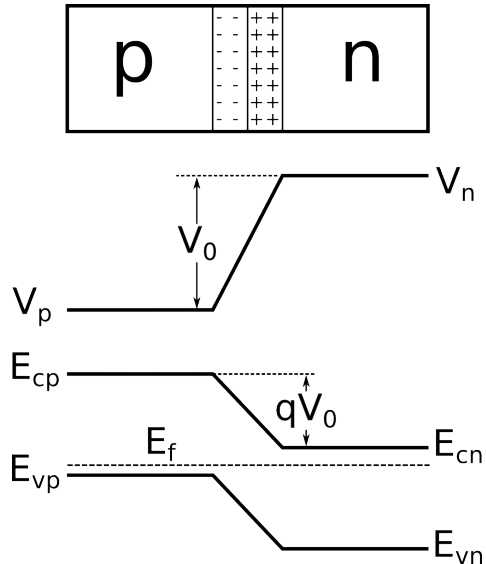 p - - + + n
- - + +
- - + +
- - + +
- - + +
- - + +
- - + +
Vn
V0
Vp
Ecp
qV0
Ef
Ecn
Evp
Evn